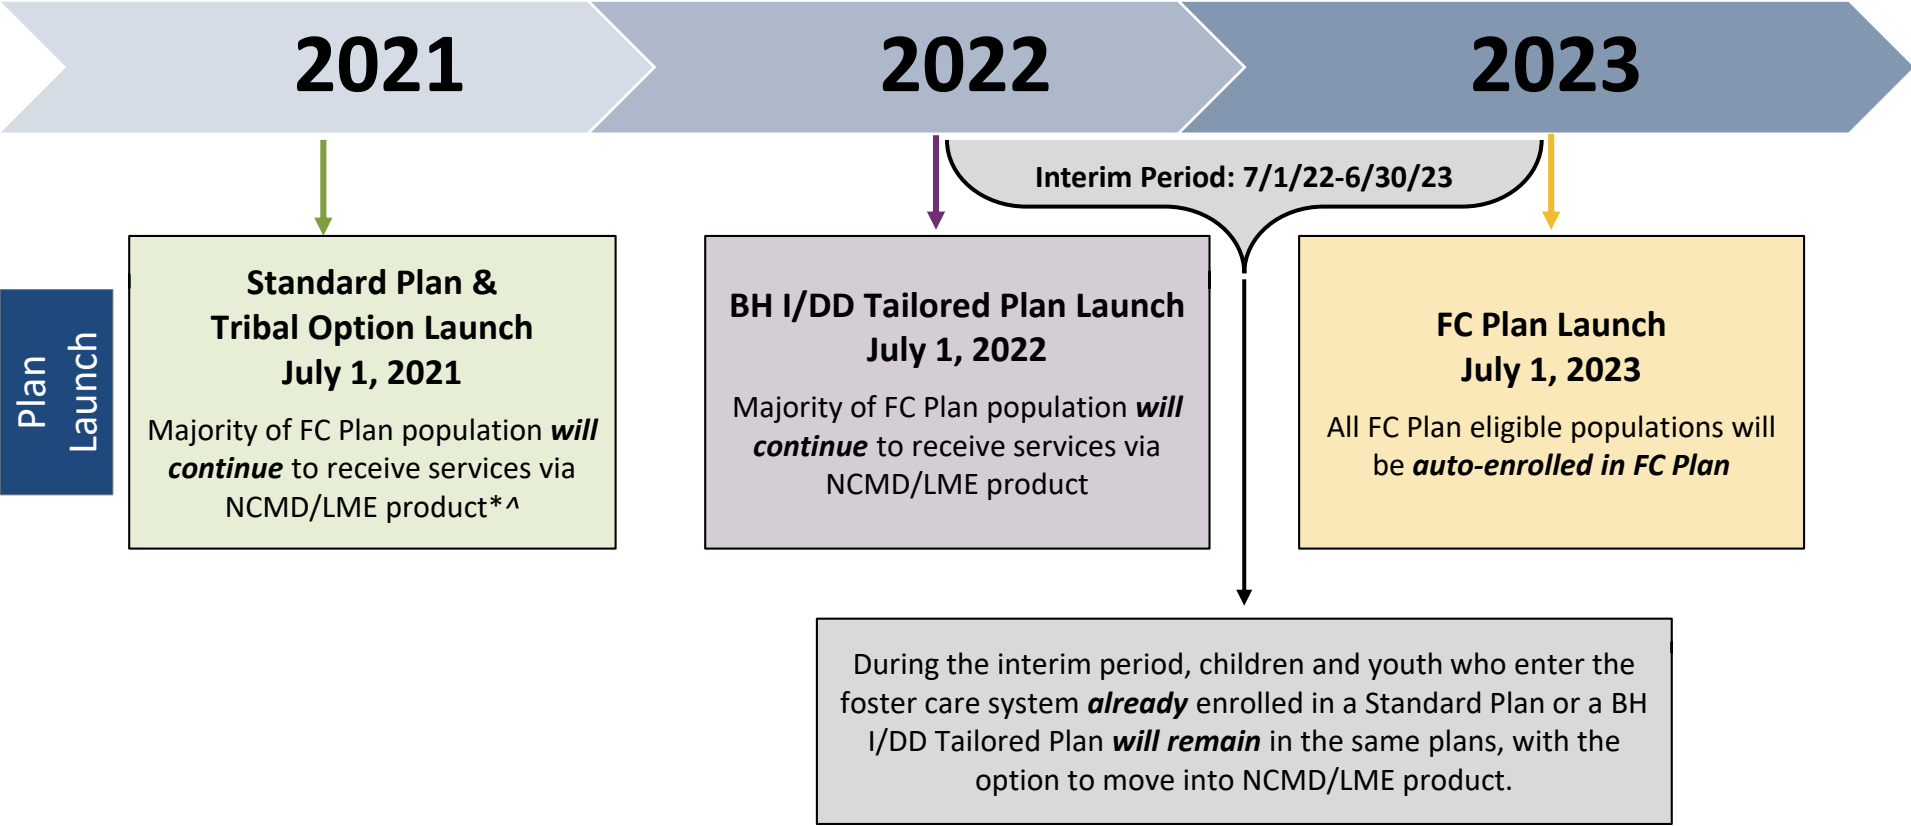 2021
2022
2023
Interim Period: 7/1/22-6/30/23
Plan
Launch
Standard Plan &
Tribal Option Launch
July 1, 2021
Majority of FC Plan population will
continue to receive services via
NCMD/LME product*^
BH I/DD Tailored Plan Launch
July 1, 2022
Majority of FC Plan population will
continue to receive services via
NCMD/LME product
FC Plan Launch
July 1, 2023
All FC Plan eligible populations will
be auto-enrolled in FC Plan
During the interim period, children and youth who enter the
foster care system already enrolled in a Standard Plan or a BH
I/DD Tailored Plan will remain in the same plans, with the
option to move into NCMD/LME product.